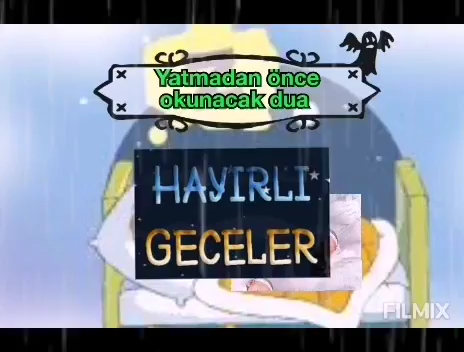 Yatmadan önce
okunacak dua
HAYIRLI
GECELER
FILMIX